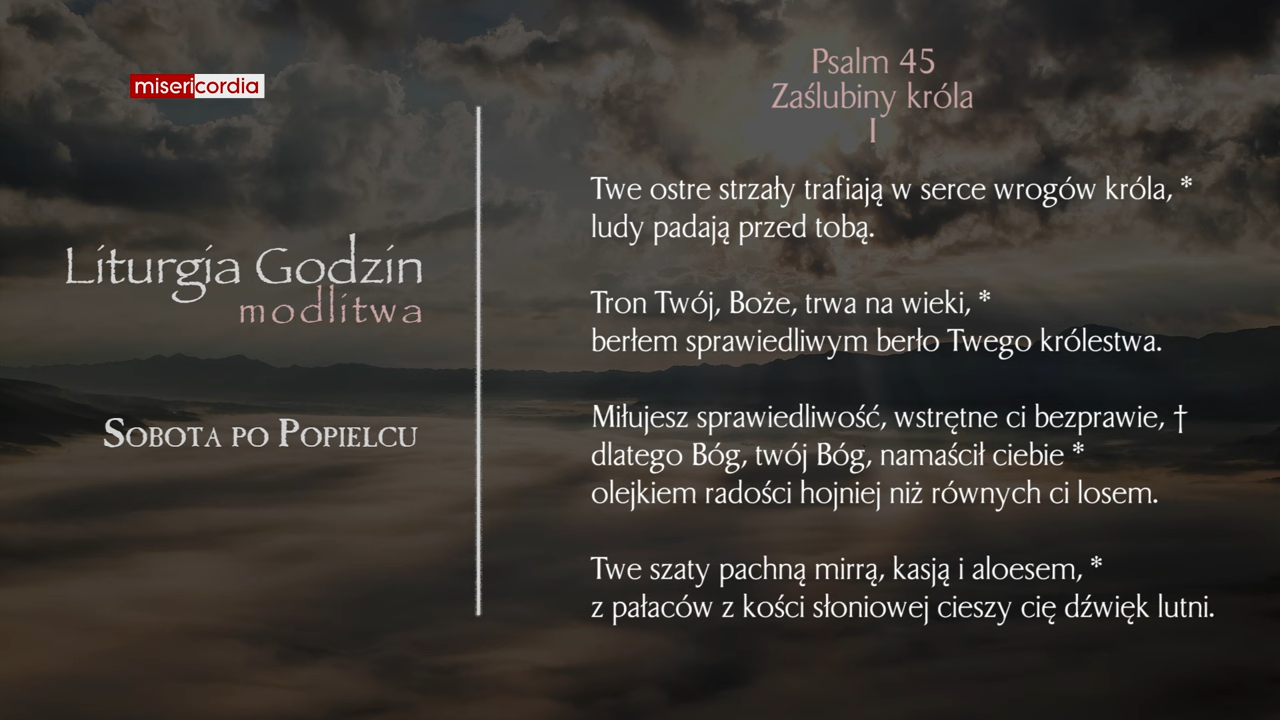 misericordia
Liturgia Godzin
modlitwa
Sobota po Popielcu
Psalm 45
Zaślubiny króla
I
Twe ostre strzały trafiają w serce wrogów króla, *
ludy padają przed tobą.
Tron Twój, Boże, trwa na wieki, *
berłem sprawiedliwym berło Twego królestwa.
Miłujesz sprawiedliwość, wstrętne ci bezprawie, †
dlatego Bóg, twój Bóg, namaścił ciebie *
olejkiem radości hojniej niż równych ci losem.
Twe szaty pachną mirrą, kasją i aloesem, *
z pałaców z kości słoniowej cieszy cię dźwięk lutni.